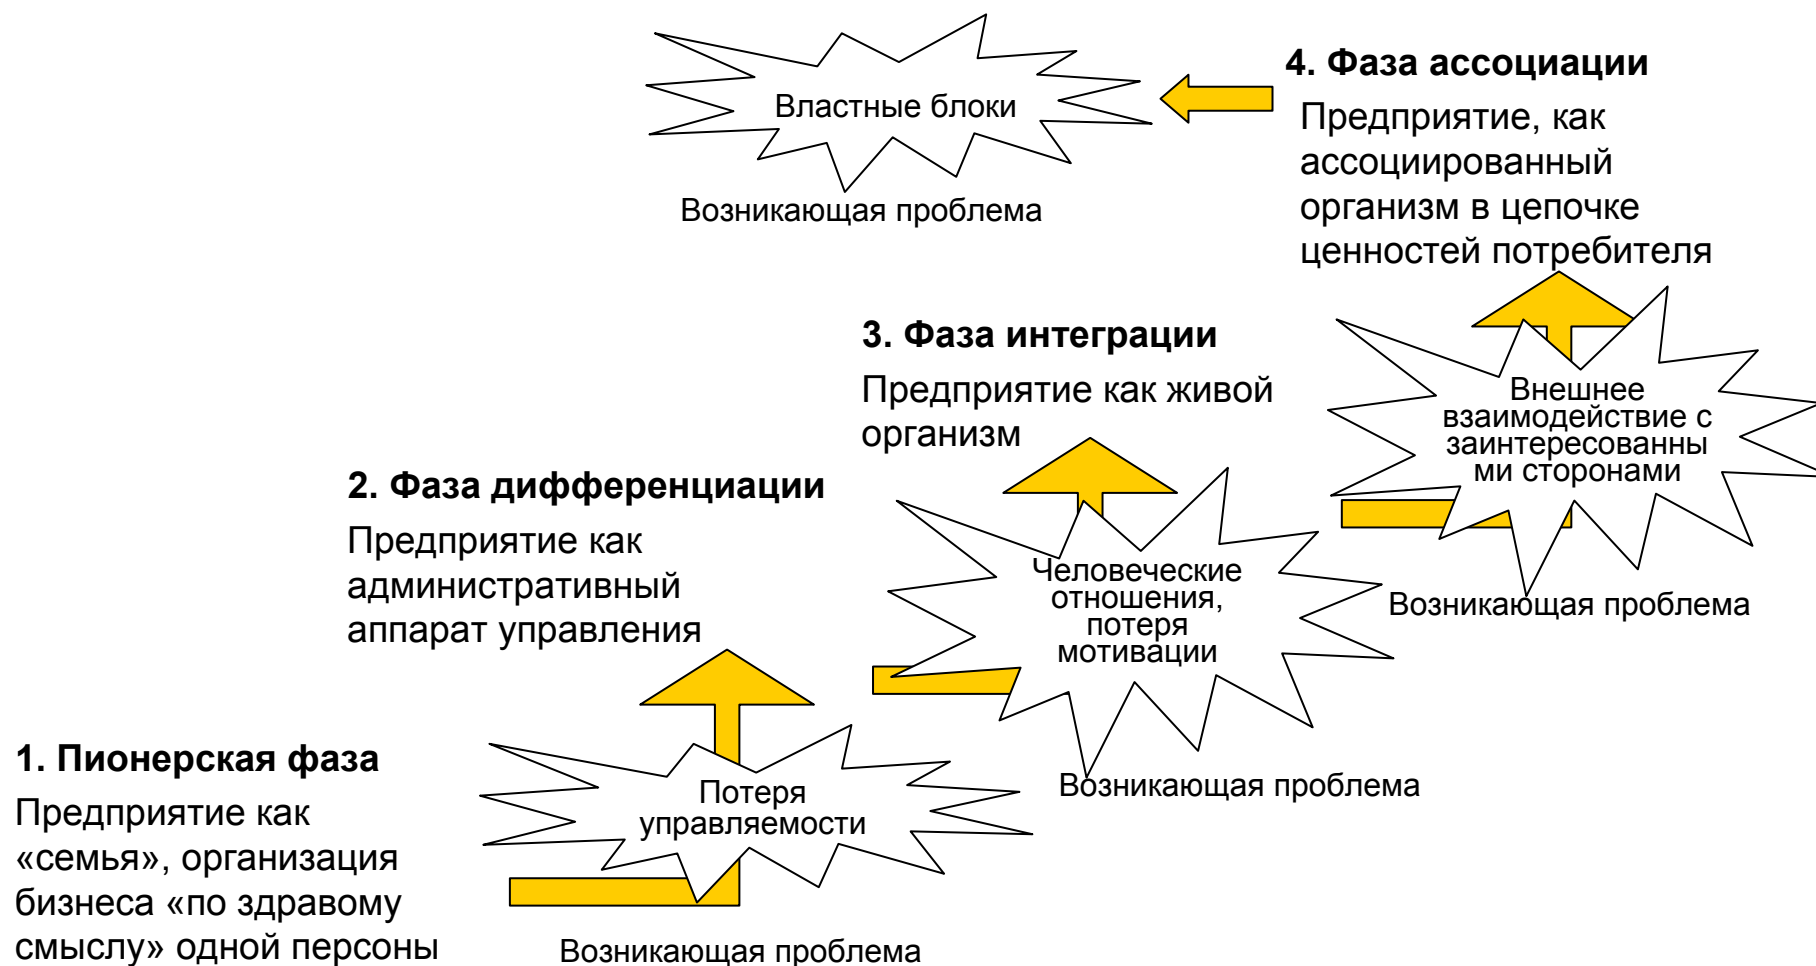 Властные блоки
Возникающая проблема
4. Фаза ассоциации
Предприятие, как
ассоциированный
организм в цепочке
ценностей потребителя
Внешнее
взаимодействие с
заинтересованны
ми сторонами
Возникающая проблема
3. Фаза интеграции
Предприятие как живой
организм
Человеческие
отношения,
потеря
мотивации
Возникающая проблема
2. Фаза дифференциации
Предприятие как
административный
аппарат управления
Потеря
управляемости
Возникающая проблема
1. Пионерская фаза
Предприятие как
«семья», организация
бизнеса «по здравому
смыслу» одной персоны